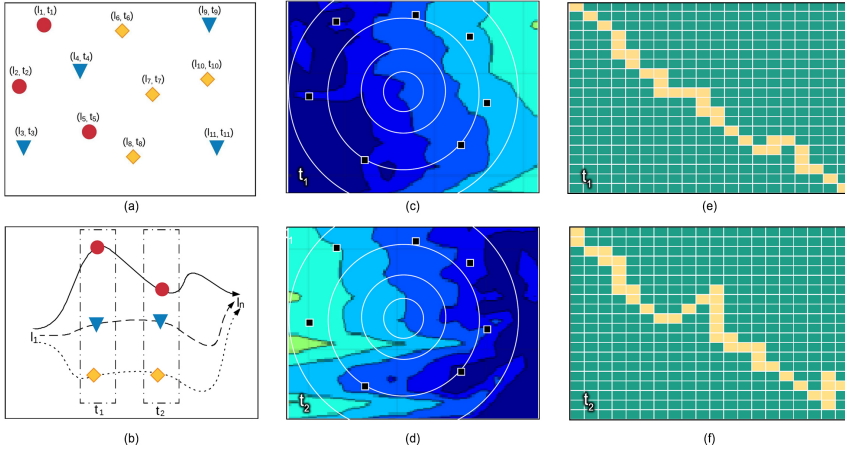 (l₁, t₁)
(l₆, t₆)
(l₉, t₉)
(l₂, t₂)
(l₄, t₄)
(l₇, t₇)
(l₁₀, t₁₀)
(l₃, t₃)
(l₅, t₅)
(l₈, t₈)
(l₁₁, t₁₁)
t₁
t₁
(a)
(c)
(e)
l₁
lₙ
t₁
t₂
t₂
t₂
(b)
(d)
(f)